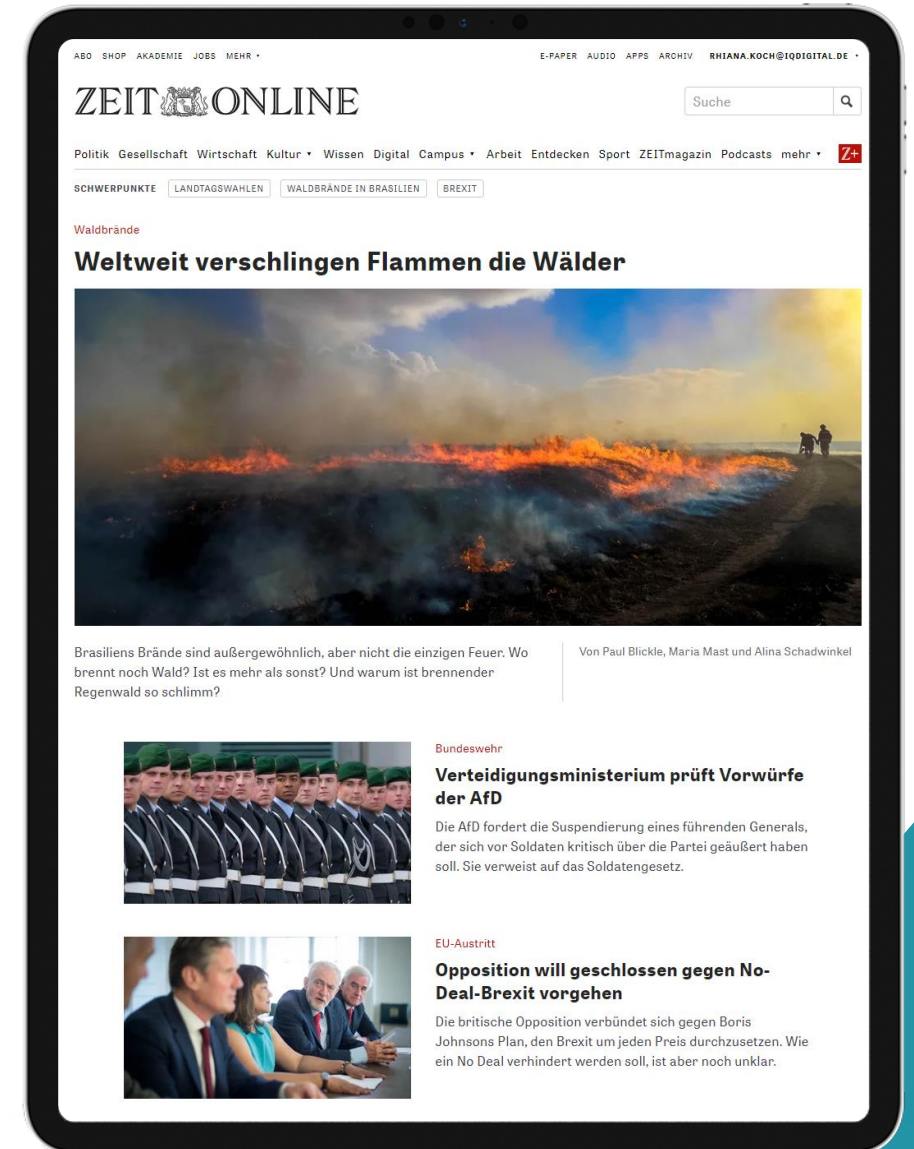 ABO SHOP AKADEMIE JOBS MEHR
E-PAPER AUDIO APPS ARCHIV RHIANA.KOCH@IQDIGITAL.DE
ZEIT ONLINE
Suche
Politik Gesellschaft Wirtschaft Kultur Wissen Digital Campus Arbeit Entdecken Sport ZEITmagazin Podcasts mehr Z+
SCHWERPUNKTE LANDTAGSWAHLEN WALDBRÄNDE IN BRASILIEN BREXIT
Waldbrände
Weltweit verschlingen Flammen die Wälder
Brasiliens Brände sind außergewöhnlich, aber nicht die einzigen Feuer. Wo
brennt noch Wald? Ist es mehr als sonst? Und warum ist brennender
Regenwald so schlimm?
Von Paul Blickle, Maria Mast und Alina Schadwinkel
Bundeswehr
Verteidigungsministerium prüft Vorwürfe
der AfD
Die AfD fordert die Suspendierung eines führenden Generals,
der sich vor Soldaten kritisch über die Partei geäußert haben
soll. Sie verweist auf das Soldatengesetz.
EU-Austritt
Opposition will geschlossen gegen No-
Deal-Brexit vorgehen
Die britische Opposition verbündet sich gegen Boris
Johnsons Plan, den Brexit um jeden Preis durchzusetzen. Wie
ein No Deal verhindert werden soll, ist aber noch unklar.